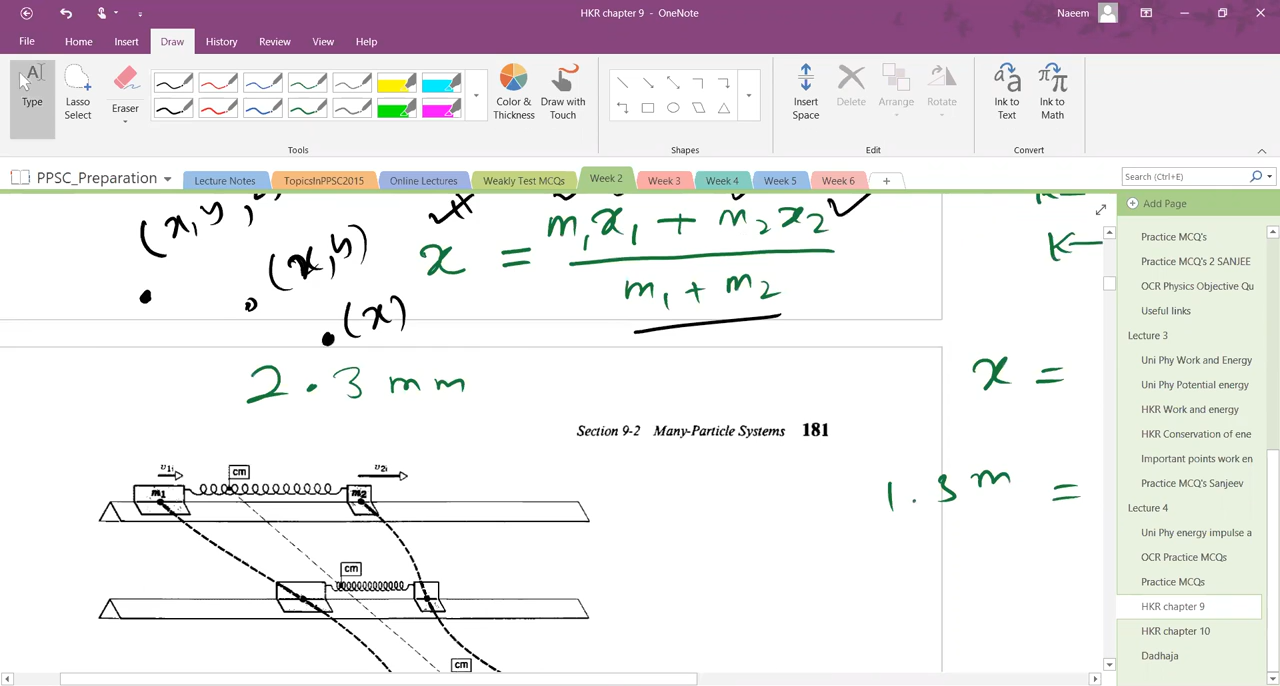 HKR chapter 9 - OneNote
Naeem
File Home Insert Draw History Review View Help
Type
Lasso Select
Eraser
Color & Thickness
Draw with Touch
Insert Space
Delete
Arrange
Rotate
Ink to Text
Ink to Math
Tools
Shapes
Edit
Convert
PPSC_Preparation
Lecture Notes
TopicsInPPSC2015
Online Lectures
Weakly Test MCQs
Week 2
Week 3
Week 4
Week 5
Week 6
Search (Ctrl+E)
Add Page
Practice MCQ's
Practice MCQ's 2 SANJEE
OCR Physics Objective Qu
Useful links
Lecture 3
Uni Phy Work and Energy
Uni Phy Potential energy
HKR Work and energy
HKR Conservation of ene
Important points work en
Practice MCQ's Sanjeev
Lecture 4
Uni Phy energy impulse a
OCR Practice MCQs
Practice MCQs
HKR chapter 9
HKR chapter 10
Dadhaja
(x,y,
(x,y)
(x)
x = m₁x₁ + m₂x₂
m₁ + m₂
K
2.3 mm
x =
Section 9-2 Many-Particle Systems 181
v1i cm v2i
m1 m2
1.3 m =
cm
cm